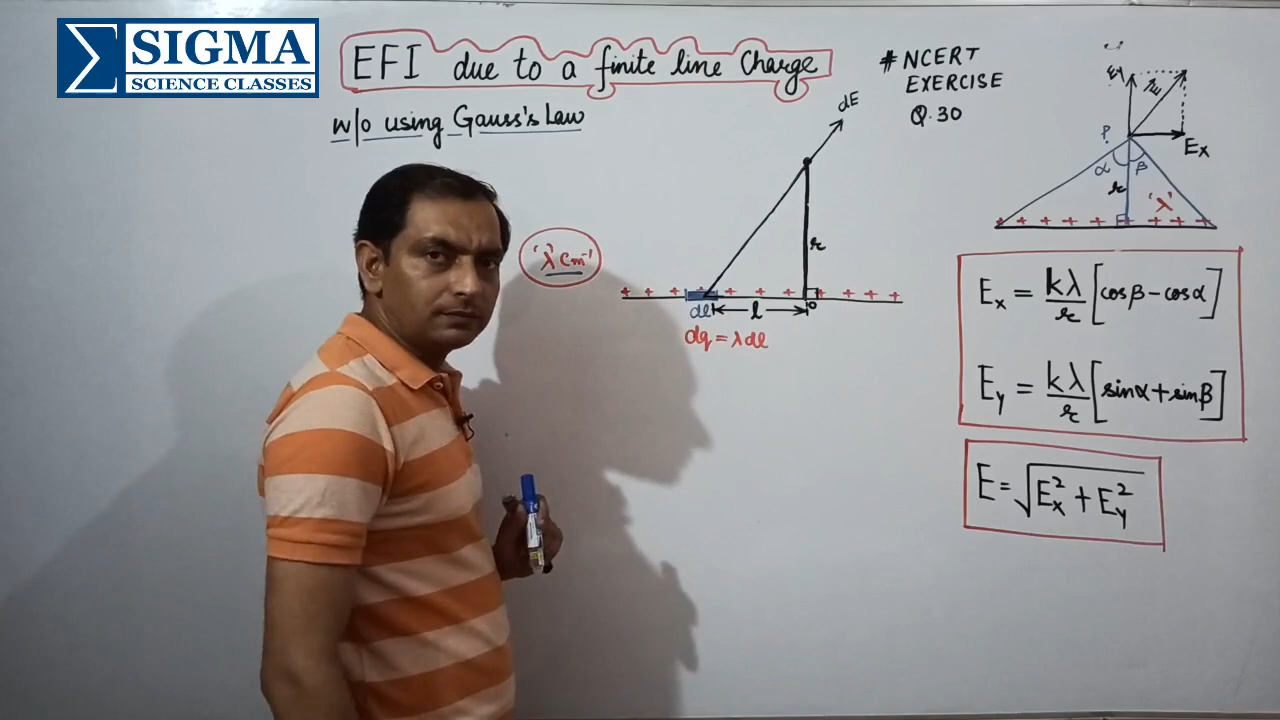 SIGMA
SCIENCE CLASSES
EFI due to a finite line Charge
w/o using Gauss's Law
# NCERT
EXERCISE
Q.30
dE
r
'λ' Cm⁻¹
+ + + + + + + + + +
dl
l
O
dq = λdl
Ey
E
P
Ex
α
β
r
'λ'
+ + + + + + + + +
Ex = kλ/r [cosβ − cosα]
Ey = kλ/r [sinα + sinβ]
E = √Ex² + Ey²